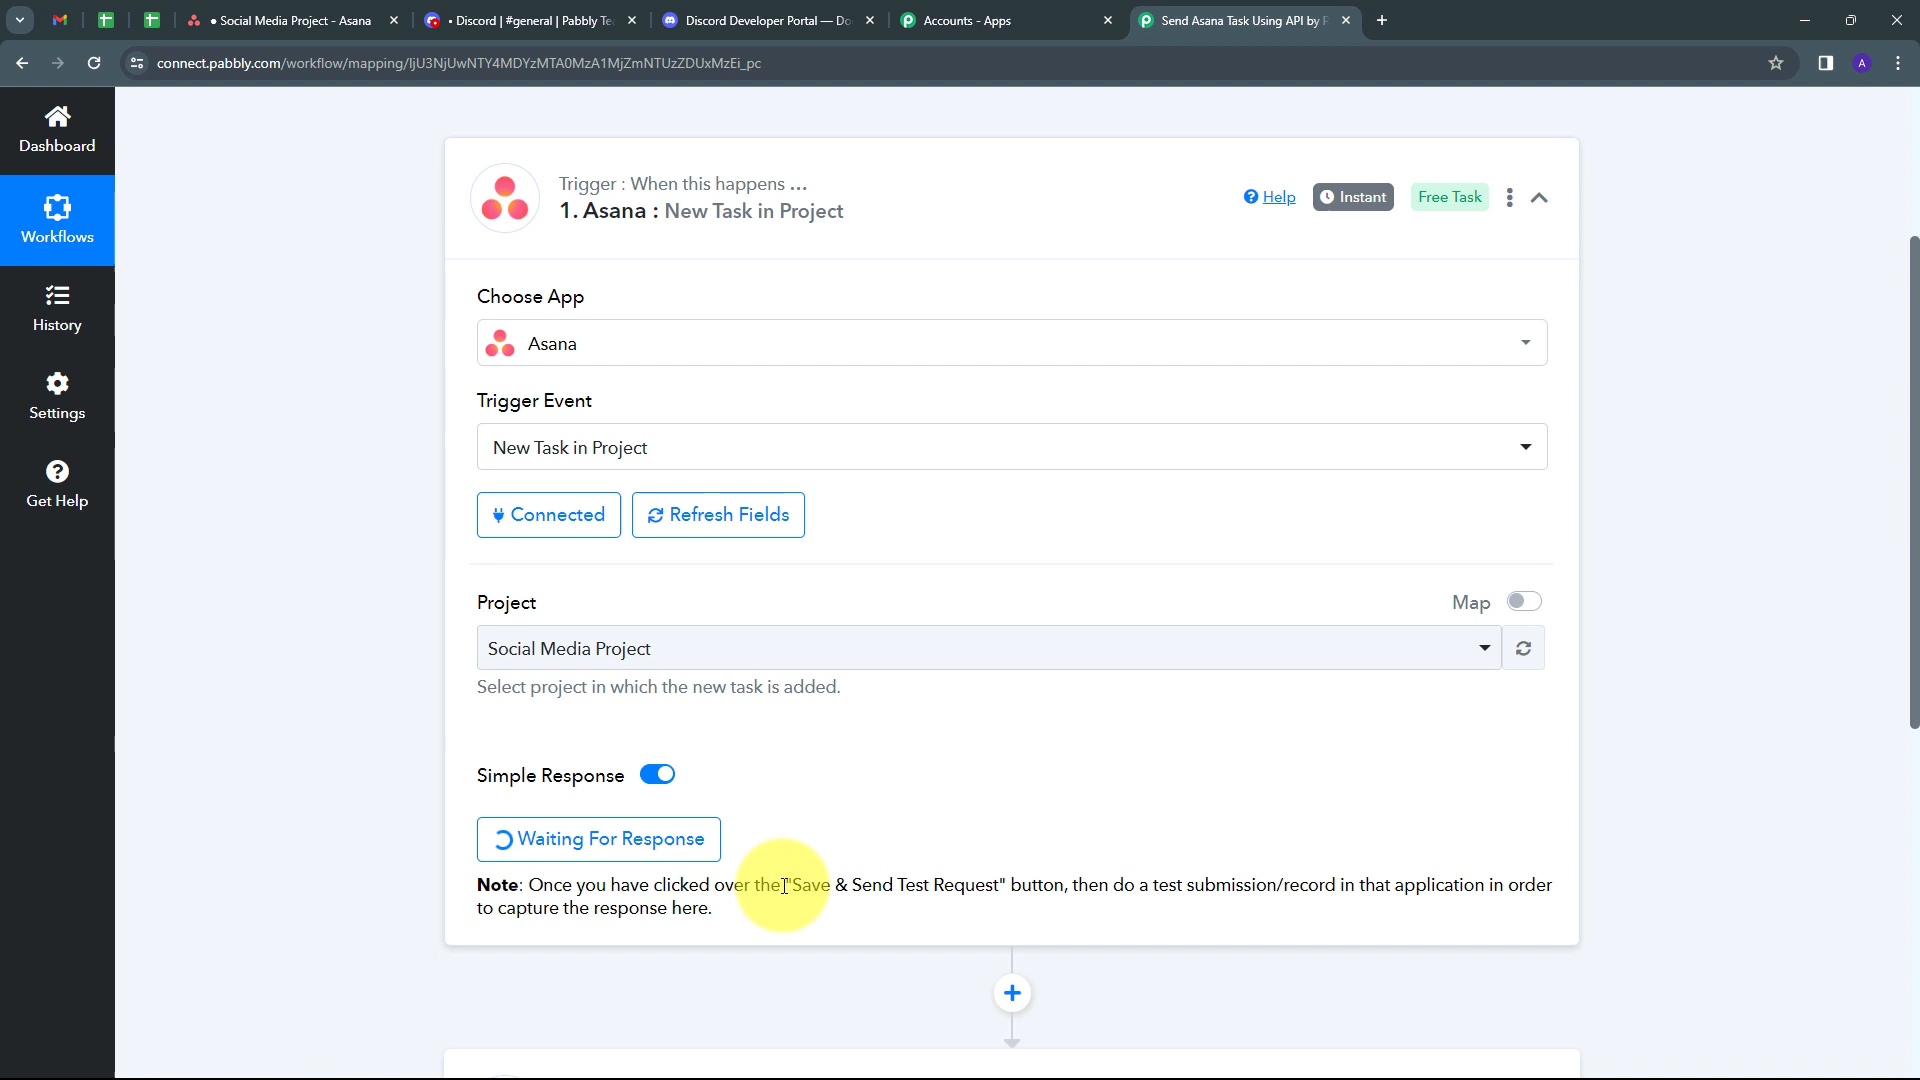 • Social Media Project - Asana
• Discord | #general | Pabbly Te
Discord Developer Portal — Do
Accounts - Apps
Send Asana Task Using API by P
connect.pabbly.com/workflow/mapping/IjU3NjUwNTY4MDYzMTA0MzA1MjZmNTUzZDUxMzEi_pc
A
Dashboard
Workflows
History
Settings
Get Help
Trigger : When this happens ...
1. Asana : New Task in Project
Help
Instant
Free Task
Choose App
Asana
Trigger Event
New Task in Project
Connected
Refresh Fields
Project
Map
Social Media Project
Select project in which the new task is added.
Simple Response
Waiting For Response
Note: Once you have clicked over the "Save & Send Test Request" button, then do a test submission/record in that application in order
to capture the response here.